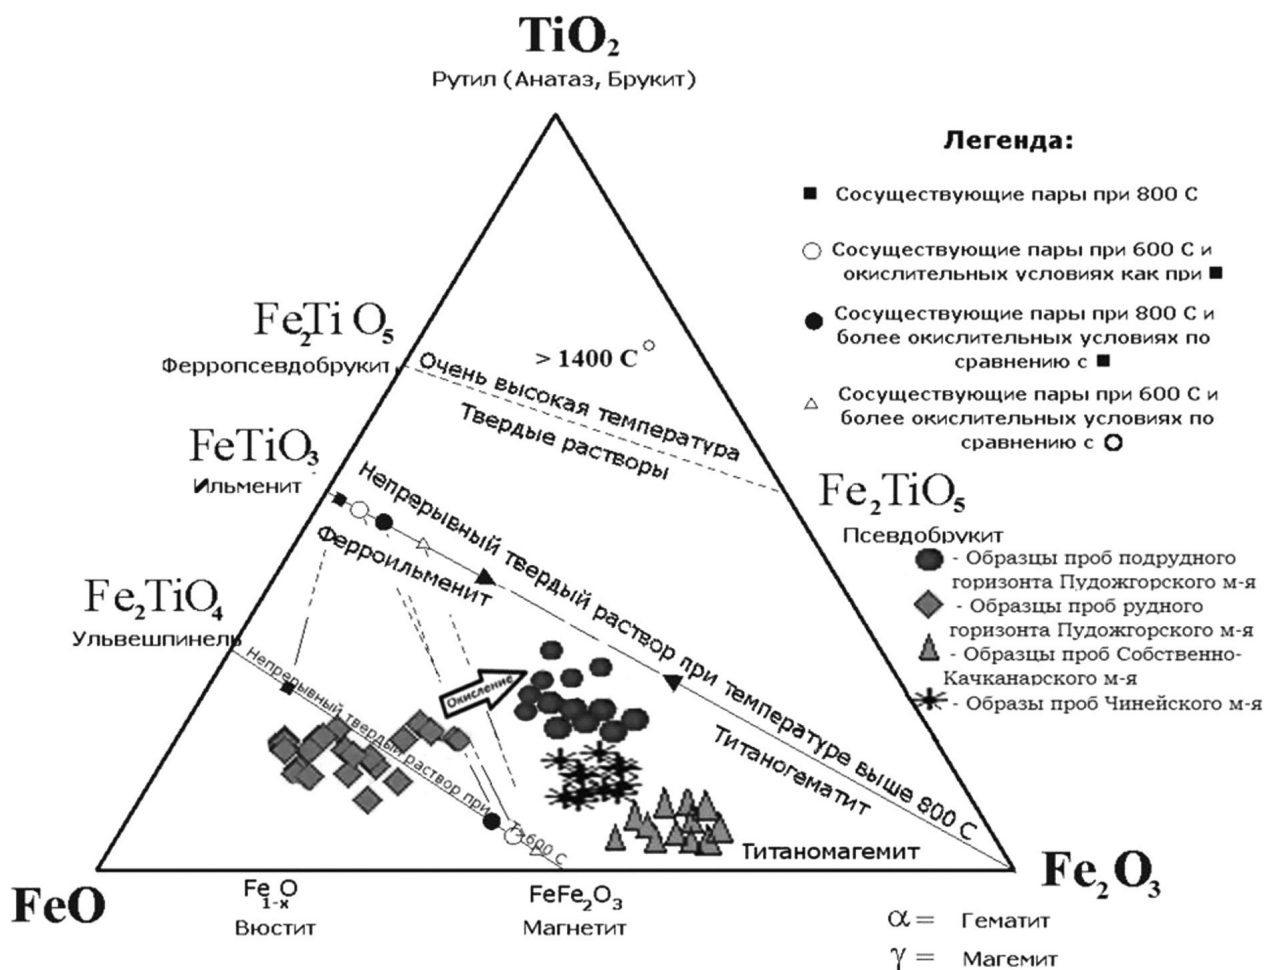 TiO₂
Рутил (Анатаз, Брукит)
Легенда:
Сосуществующие пары при 800 С
Сосуществующие пары при 600 С и
окислительных условиях как при
Сосуществующие пары при 800 С и
более окислительных условиях по
сравнению с
Сосуществующие пары при 600 С и
более окислительных условиях по
сравнению с
Fe₂Ti O₅
Ферропсевдобрукит
> 1400 С°
Очень высокая температура
Твердые растворы
FeTiO₃
Ильменит
Непрерывный твердый раствор при температуре выше 800 С
Ферроильменит
Fe₂TiO₅
Псевдобрукит
- Образцы проб подрудного
горизонта Пудожгорского м-я
- Образцы проб рудного
горизонта Пудожгорского м-я
- Образцы проб Собственно-
Качканарского м-я
- Образы проб Чинейского м-я
Fe₂TiO₄
Ульвешпинель
Непрерывный твердый раствор при Т>600 С
Окисление
Титаногематит
Титаномагемит
FeO
Fe₁₋ₓO
Вюстит
FeFe₂O₃
Магнетит
Fe₂O₃
α = Гематит
γ = Магемит